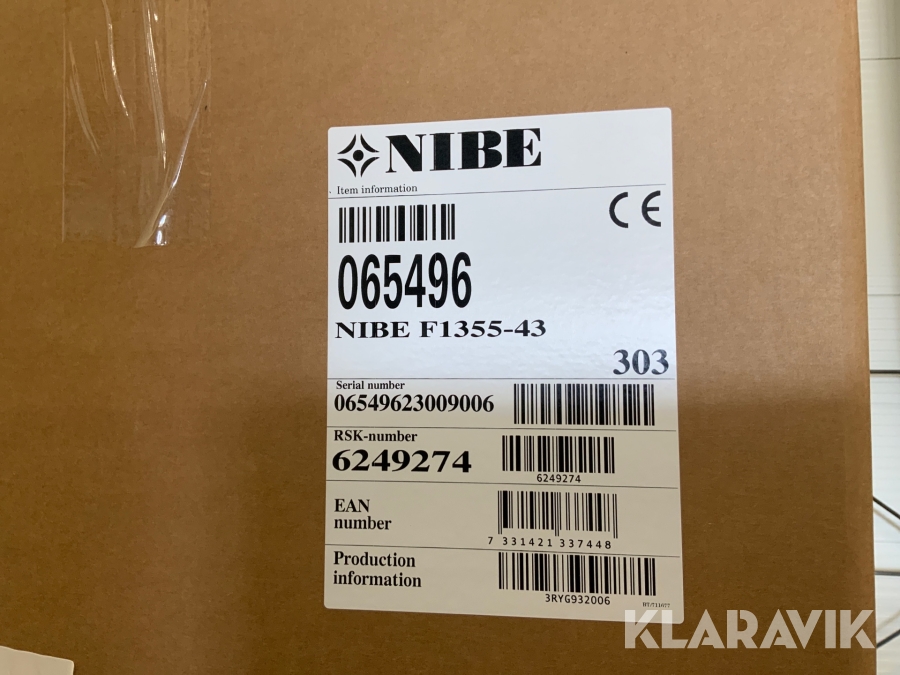 NIBE
Item information
CE
065496
NIBE F1355-43
303
Serial number
06549623009006
RSK-number
6249274
6249274
EAN
number
7 331421 337448
Production
information
3RYG932006
KLARAVIK